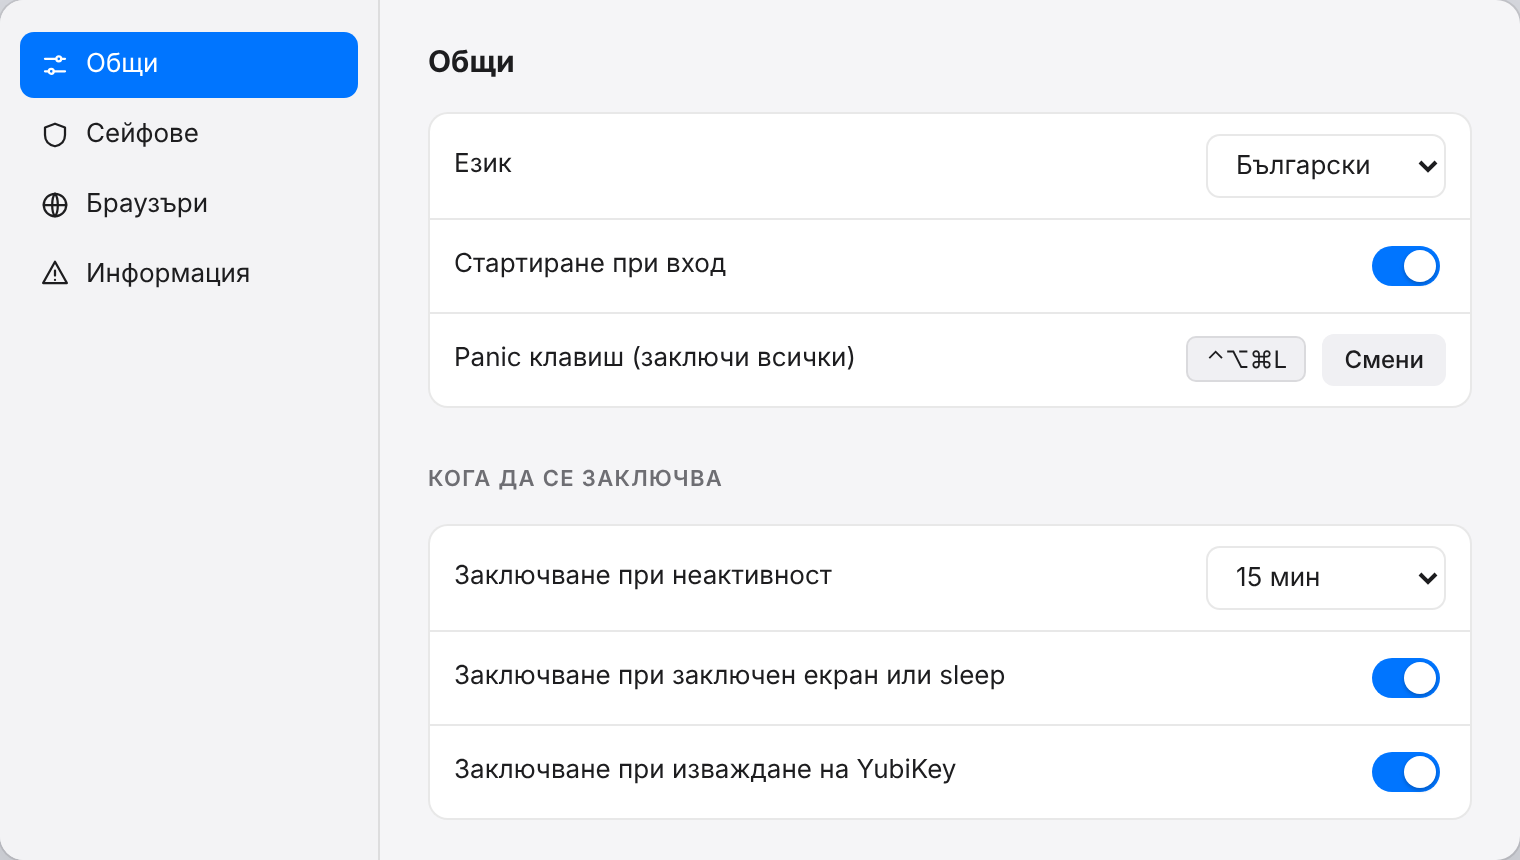 Общи
Сейфове
Браузъри
Информация
Общи
Език
Български
Стартиране при вход
Panic клавиш (заключи всички)
^⌥⌘L
Смени
КОГА ДА СЕ ЗАКЛЮЧВА
Заключване при неактивност
15 мин
Заключване при заключен екран или sleep
Заключване при изваждане на YubiKey